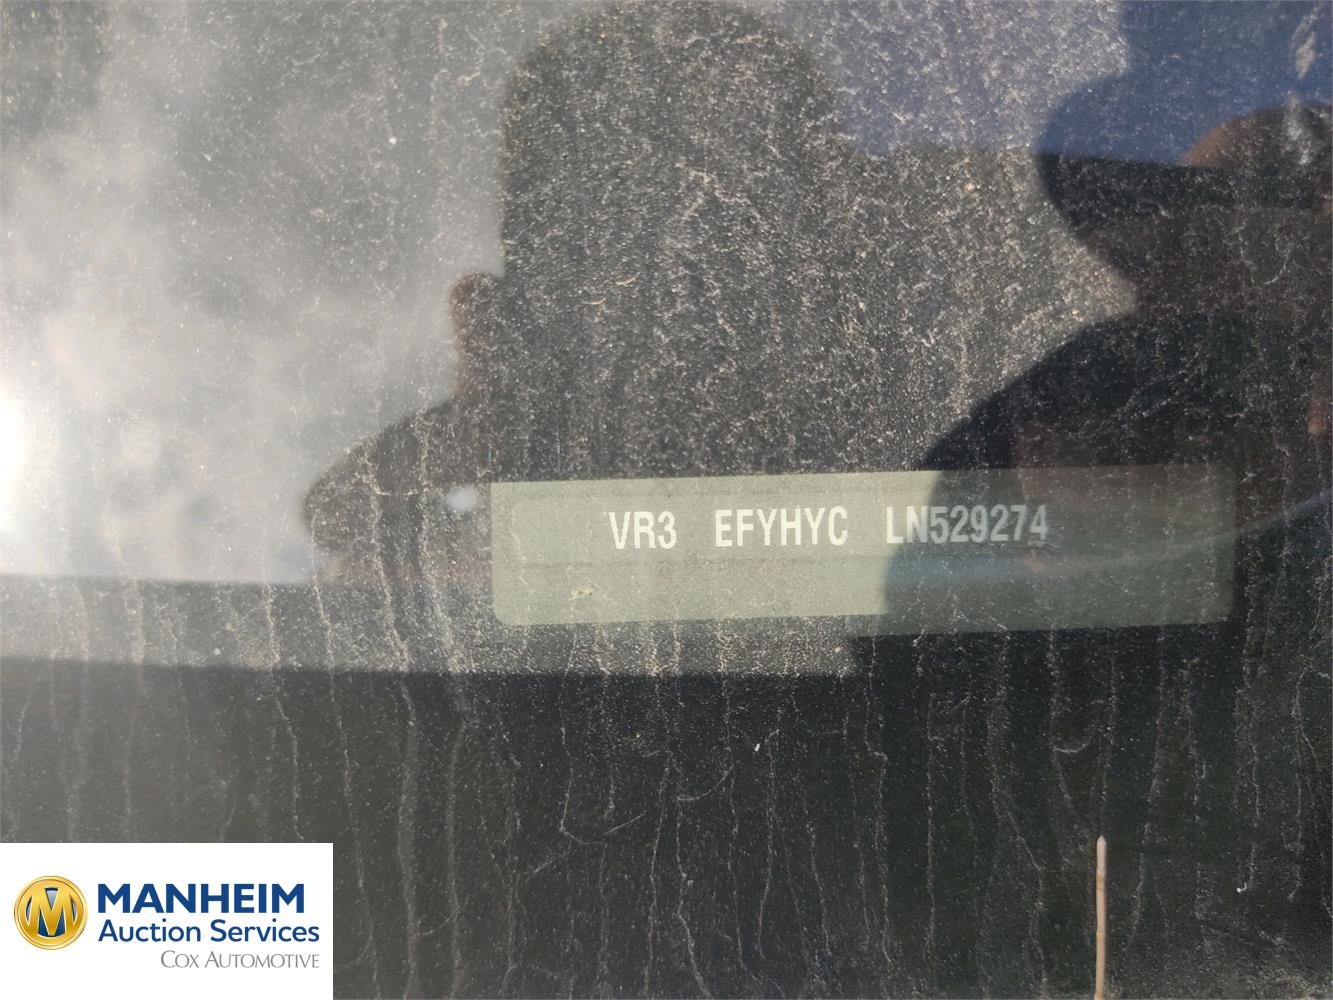 VR3 EFYHYC LN529274
MANHEIM
Auction Services
COX AUTOMOTIVE